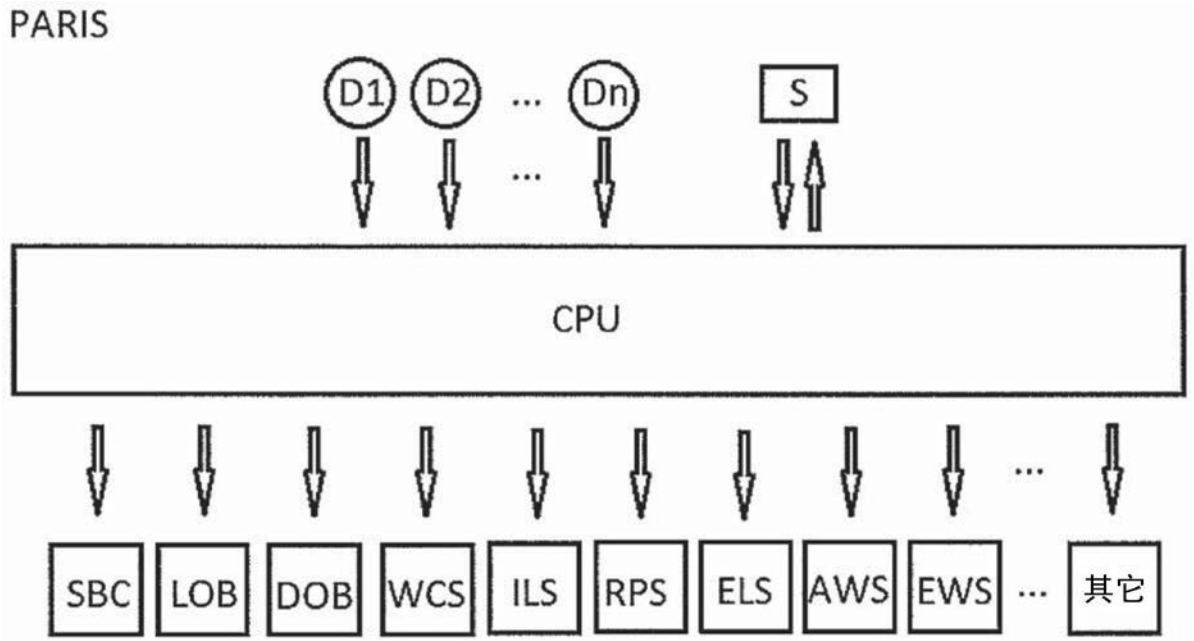 PARIS
D1 D2 ... Dn S
...
CPU
...
SBC LOB DOB WCS ILS RPS ELS AWS EWS ... 其它